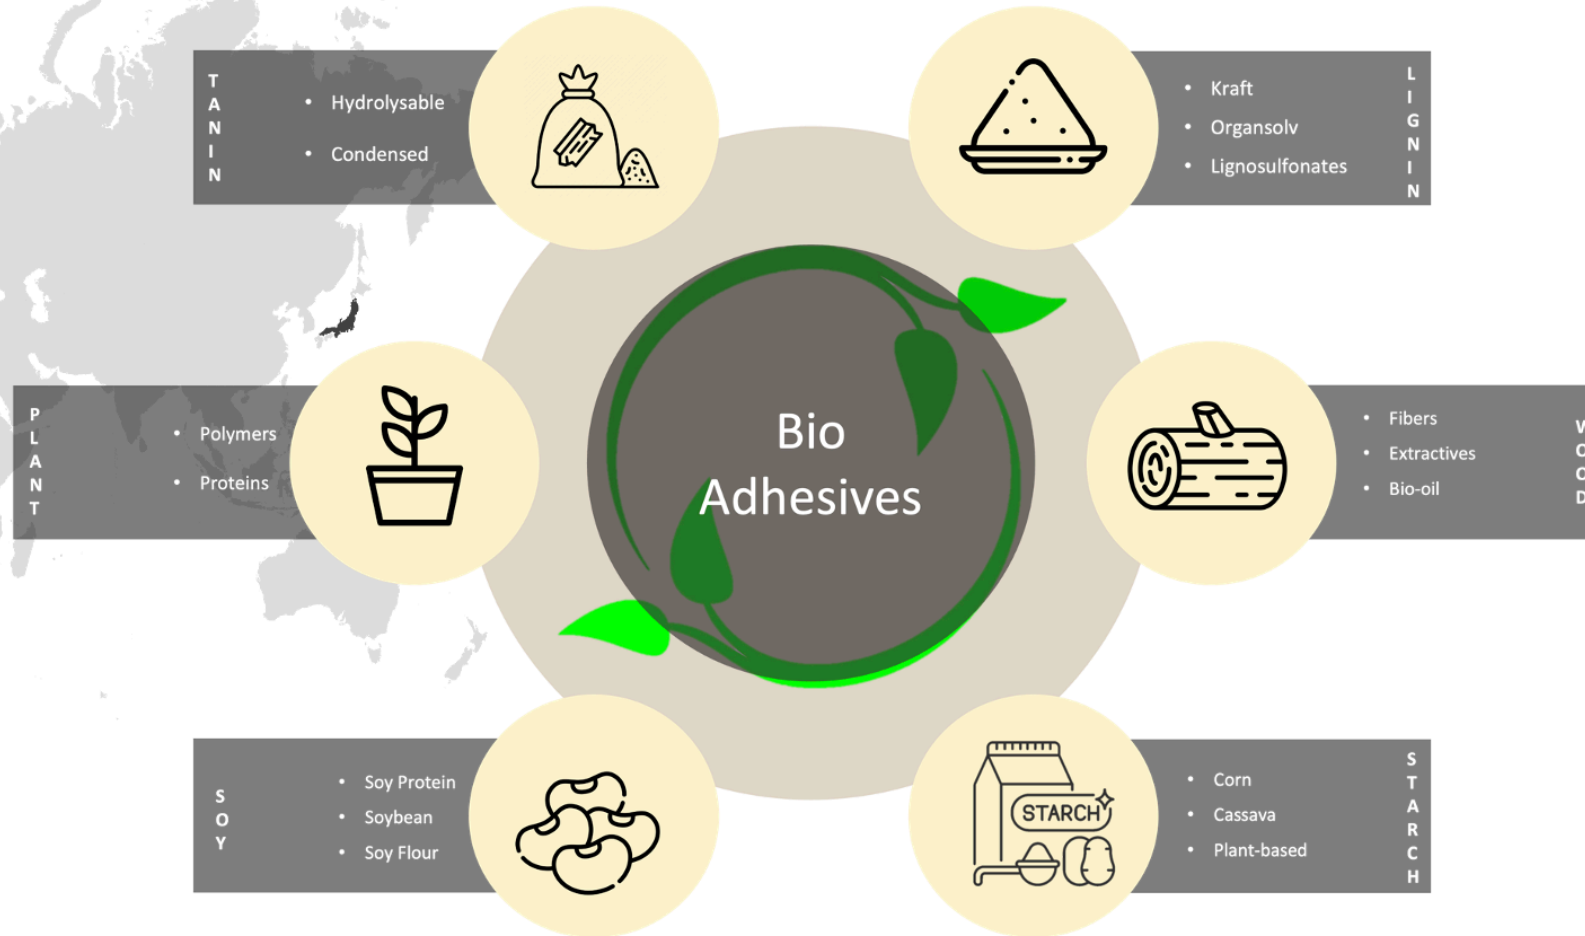 TANIN
• Hydrolysable
• Condensed
LIGNIN
• Kraft
• Organsolv
• Lignosulfonates
PLANT
• Polymers
• Proteins
Bio
Adhesives
WOOD
• Fibers
• Extractives
• Bio-oil
SOY
• Soy Protein
• Soybean
• Soy Flour
STARCH
STARCH
• Corn
• Cassava
• Plant-based